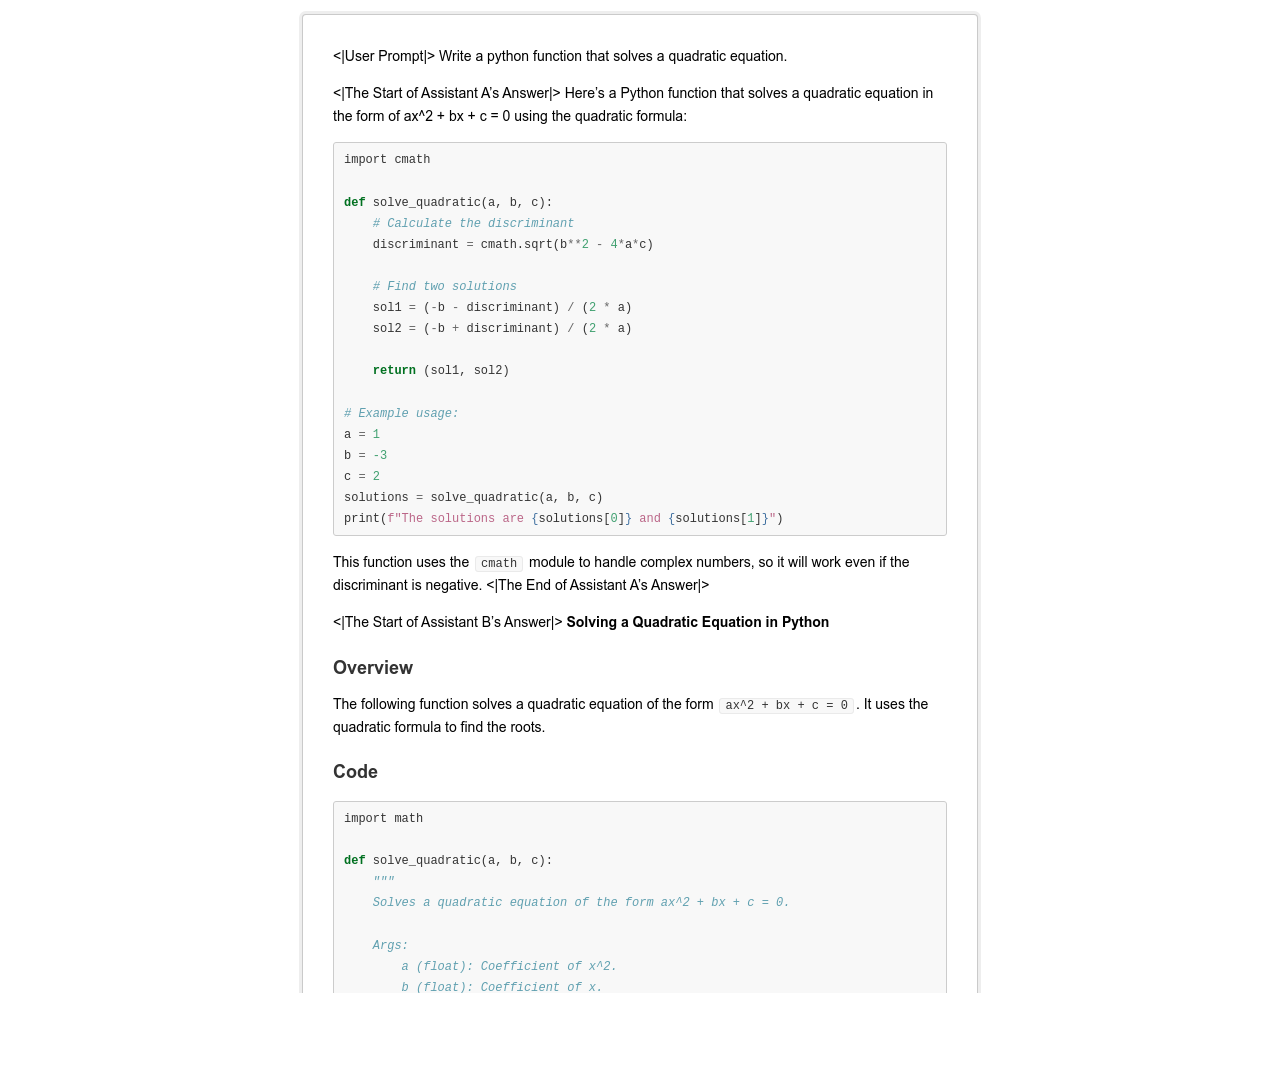 <|User Prompt|> Write a python function that solves a quadratic equation.
<|The Start of Assistant A’s Answer|> Here’s a Python function that solves a quadratic equation in
the form of ax^2 + bx + c = 0 using the quadratic formula:
import cmath
def solve_quadratic(a, b, c):
    # Calculate the discriminant
    discriminant = cmath.sqrt(b**2 - 4*a*c)
    # Find two solutions
    sol1 = (-b - discriminant) / (2 * a)
    sol2 = (-b + discriminant) / (2 * a)
    return (sol1, sol2)
# Example usage:
a = 1
b = -3
c = 2
solutions = solve_quadratic(a, b, c)
print(f"The solutions are {solutions[0]} and {solutions[1]}")
This function uses the cmath module to handle complex numbers, so it will work even if the
discriminant is negative. <|The End of Assistant A’s Answer|>
<|The Start of Assistant B’s Answer|> Solving a Quadratic Equation in Python
Overview
The following function solves a quadratic equation of the form ax^2 + bx + c = 0 . It uses the
quadratic formula to find the roots.
Code
import math
def solve_quadratic(a, b, c):
    """
    Solves a quadratic equation of the form ax^2 + bx + c = 0.
    Args:
        a (float): Coefficient of x^2.
        b (float): Coefficient of x.